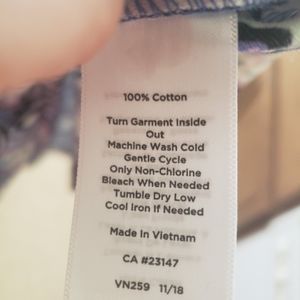 100% Cotton
Turn Garment Inside
Out
Machine Wash Cold
Gentle Cycle
Only Non-Chlorine
Bleach When Needed
Tumble Dry Low
Cool Iron If Needed
Made In Vietnam
CA #23147
VN259 11/18